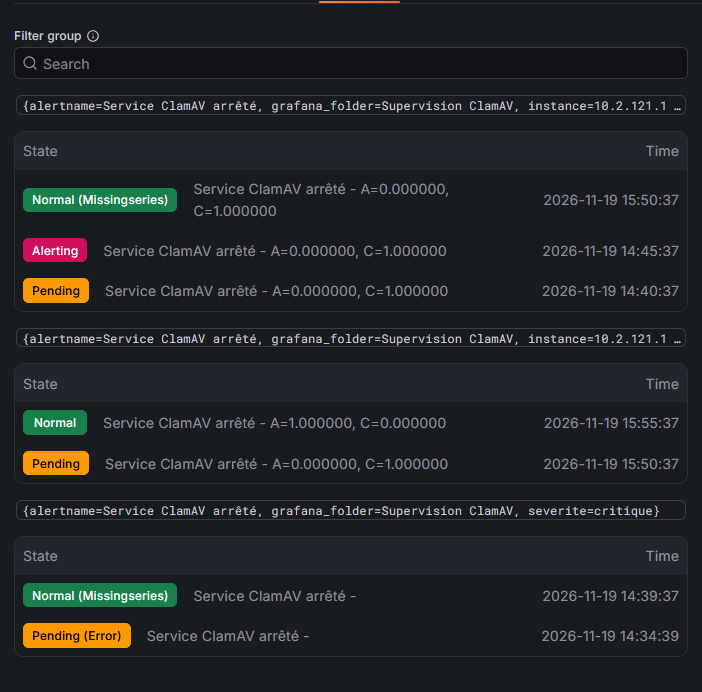 Filter group
Search
{alertname=Service ClamAV arrêté, grafana_folder=Supervision ClamAV, instance=10.2.121.1 …
State Time
Normal (Missingseries) Service ClamAV arrêté - A=0.000000, C=1.000000 2026-11-19 15:50:37
Alerting Service ClamAV arrêté - A=0.000000, C=1.000000 2026-11-19 14:45:37
Pending Service ClamAV arrêté - A=0.000000, C=1.000000 2026-11-19 14:40:37
{alertname=Service ClamAV arrêté, grafana_folder=Supervision ClamAV, instance=10.2.121.1 …
State Time
Normal Service ClamAV arrêté - A=1.000000, C=0.000000 2026-11-19 15:55:37
Pending Service ClamAV arrêté - A=0.000000, C=1.000000 2026-11-19 15:50:37
{alertname=Service ClamAV arrêté, grafana_folder=Supervision ClamAV, severite=critique}
State Time
Normal (Missingseries) Service ClamAV arrêté - 2026-11-19 14:39:37
Pending (Error) Service ClamAV arrêté - 2026-11-19 14:34:39